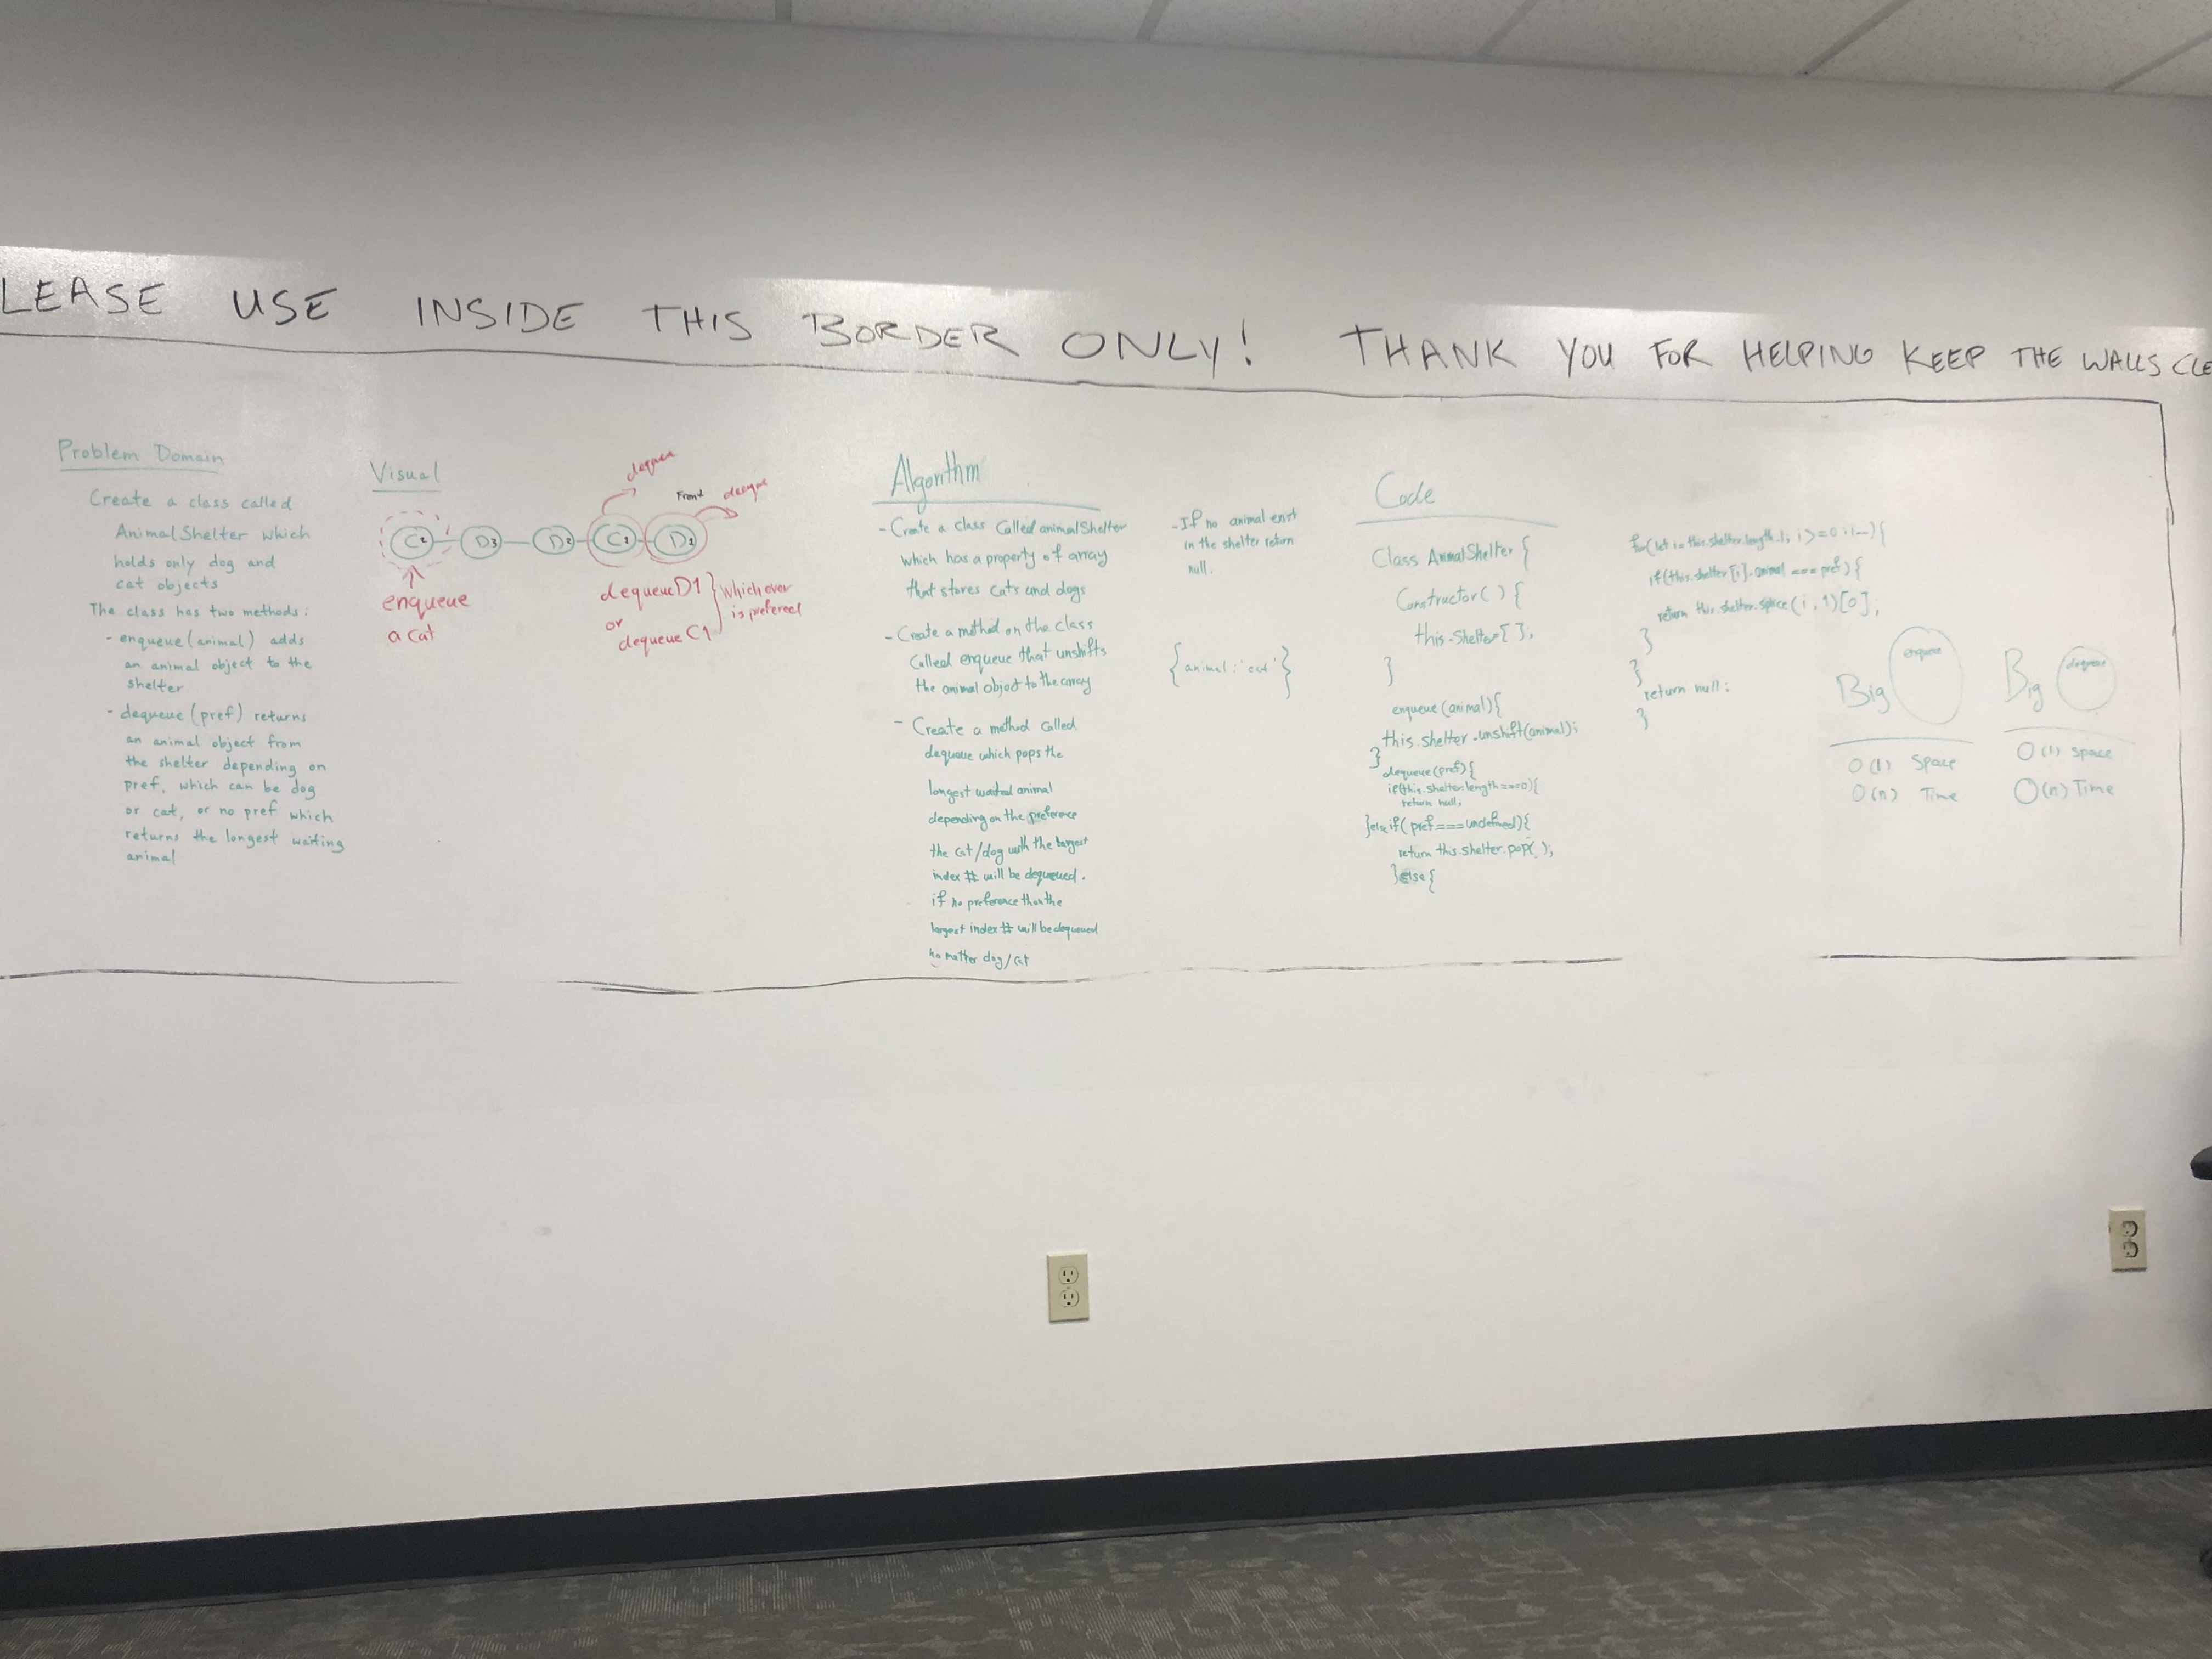 LEASE USE INSIDE THIS BORDER ONLY! THANK YOU FOR HELPING KEEP THE WALLS CLE
Problem Domain
Create a class called
AnimalShelter which
holds only dog and
cat objects
The class has two methods:
- enqueue(animal) adds
an animal object to the
shelter
- dequeue(pref) returns
an animal object from
the shelter depending on
pref, which can be dog
or cat, or no pref which
returns the longest waiting
animal
Visual
dequeu
Front
C2 D3 D2 C1 D1
enqueue
a cat
dequeueD1
or
dequeue C1
whichever
is prefered
Algorithm
- Create a class Called animalShelter
which has a property of array
that stores cats and dogs
- Create a method on the class
Called enqueue that unshifts
the animal object to the array
- Create a method called
dequeue which pops the
longest waited animal
depending on the preference
the cat/dog with the largest
index # will be dequeued.
if no preference than the
largest index # will be dequeued
no matter dog/cat
- If no animal exist
in the shelter return
null.
{animal: 'cat'}
Code
Class AnimalShelter {
Constructor() {
this.shelter=[];
}
enqueue(animal){
this.shelter.unshift(animal);
}
dequeue(pref){
if(this.shelter.length===0){
return null;
}else if(pref===undefined){
return this.shelter.pop();
}else{
for(let i=this.shelter.length-1; i>=0; i--){
if(this.shelter[i].animal === pref){
return this.shelter.splice(i,1)[0];
}
}
return null;
}
Big
enqueue
O(1) Space
O(n) Time
Big
dequeue
O(1) Space
O(n) Time